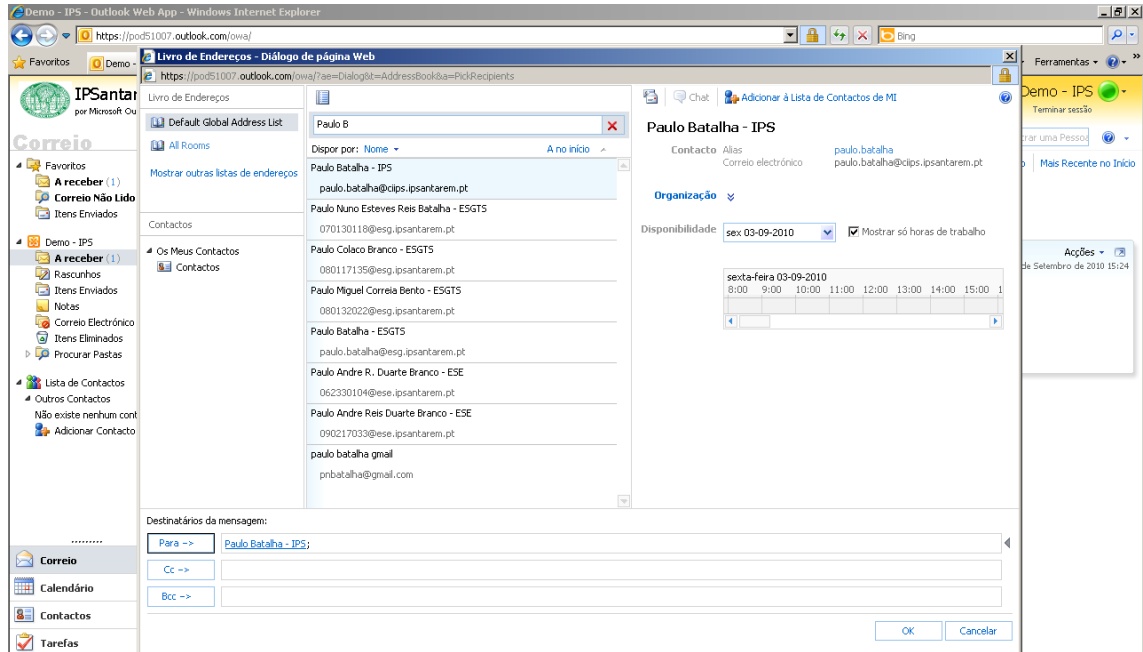 Demo - IPS - Outlook Web App - Windows Internet Explorer
https://pod51007.outlook.com/owa/
Bing
Favorites
Demo -
Ferramentas
»
Livro de Endereços - Diálogo de página Web
https://pod51007.outlook.com/owa/?ae=Dialog&t=AddressBook&a=PickRecipients
IPSantar
por Microsoft Ou
Demo - IPS
Terminar sessão
trar uma Pessoa
Mais Recente no Início
Acções
de Setembro de 2010 15:24
Correio
Favoritos
A receber (1)
Correio Não Lido
Itens Enviados
Demo - IPS
A receber (1)
Rascunhos
Itens Enviados
Notas
Correio Electrónico
Itens Eliminados
Procurar Pastas
Lista de Contactos
Outros Contactos
Não existe nenhum cont
Adicionar Contacto
Correio
Calendário
Contactos
Tarefas
Livro de Endereços
Default Global Address List
All Rooms
Mostrar outras listas de endereços
Contactos
Os Meus Contactos
Contactos
Paulo B
Dispor por: Nome
A no início
Paulo Batalha - IPS
paulo.batalha@ciips.ipsantarem.pt
Paulo Nuno Esteves Reis Batalha - ESGTS
070130118@esg.ipsantarem.pt
Paulo Colaco Branco - ESGTS
080117135@esg.ipsantarem.pt
Paulo Miguel Correia Bento - ESGTS
080132022@esg.ipsantarem.pt
Paulo Batalha - ESGTS
paulo.batalha@esg.ipsantarem.pt
Paulo Andre R. Duarte Branco - ESE
062330104@ese.ipsantarem.pt
Paulo Andre Reis Duarte Branco - ESE
090217033@ese.ipsantarem.pt
paulo batalha gmail
pnbatalha@gmail.com
Chat
Adicionar à Lista de Contactos de MI
Paulo Batalha - IPS
Contacto Alias paulo.batalha
Correio electrónico paulo.batalha@ciips.ipsantarem.pt
Organização
Disponibilidade sex 03-09-2010 Mostrar só horas de trabalho
sexta-feira 03-09-2010
8:00 9:00 10:00 11:00 12:00 13:00 14:00 15:00 1
Destinatários da mensagem:
Para -> Paulo Batalha - IPS;
Cc ->
Bcc ->
OK Cancelar